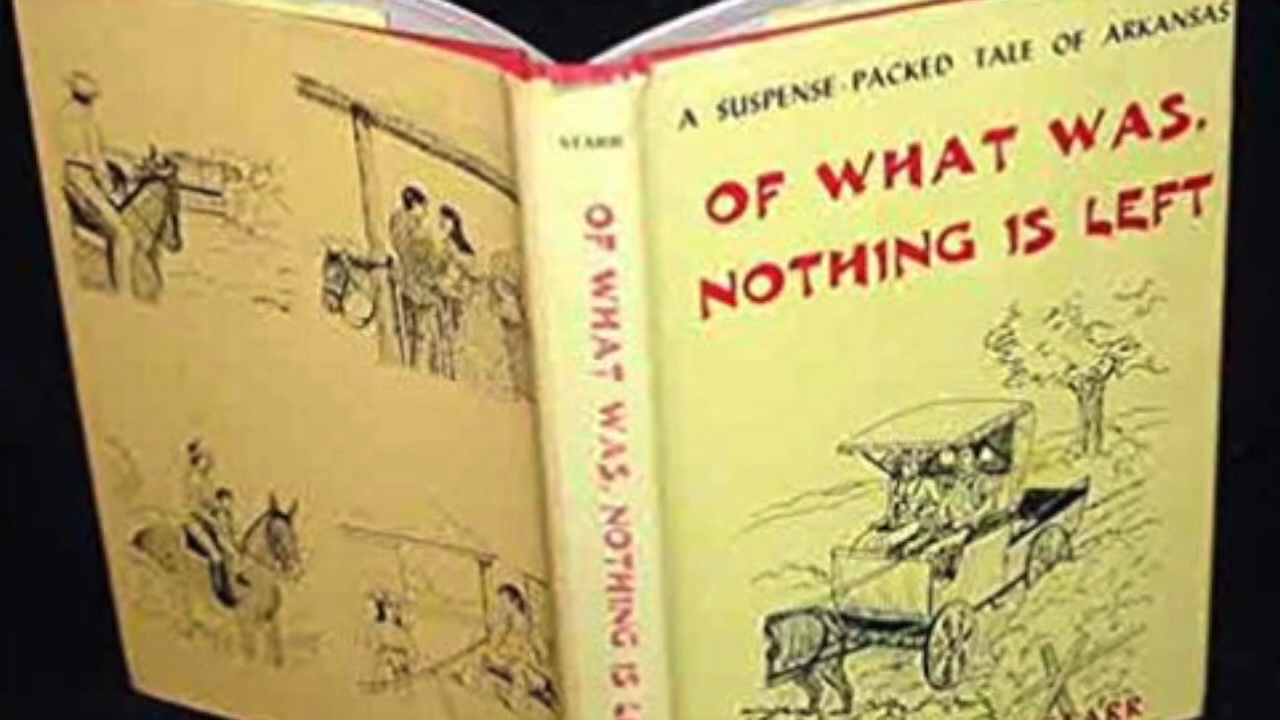 A SUSPENSE-PACKED TALE OF ARKANSAS
OF WHAT WAS,
NOTHING IS LEFT
STARR
OF WHAT WAS, NOTHING IS